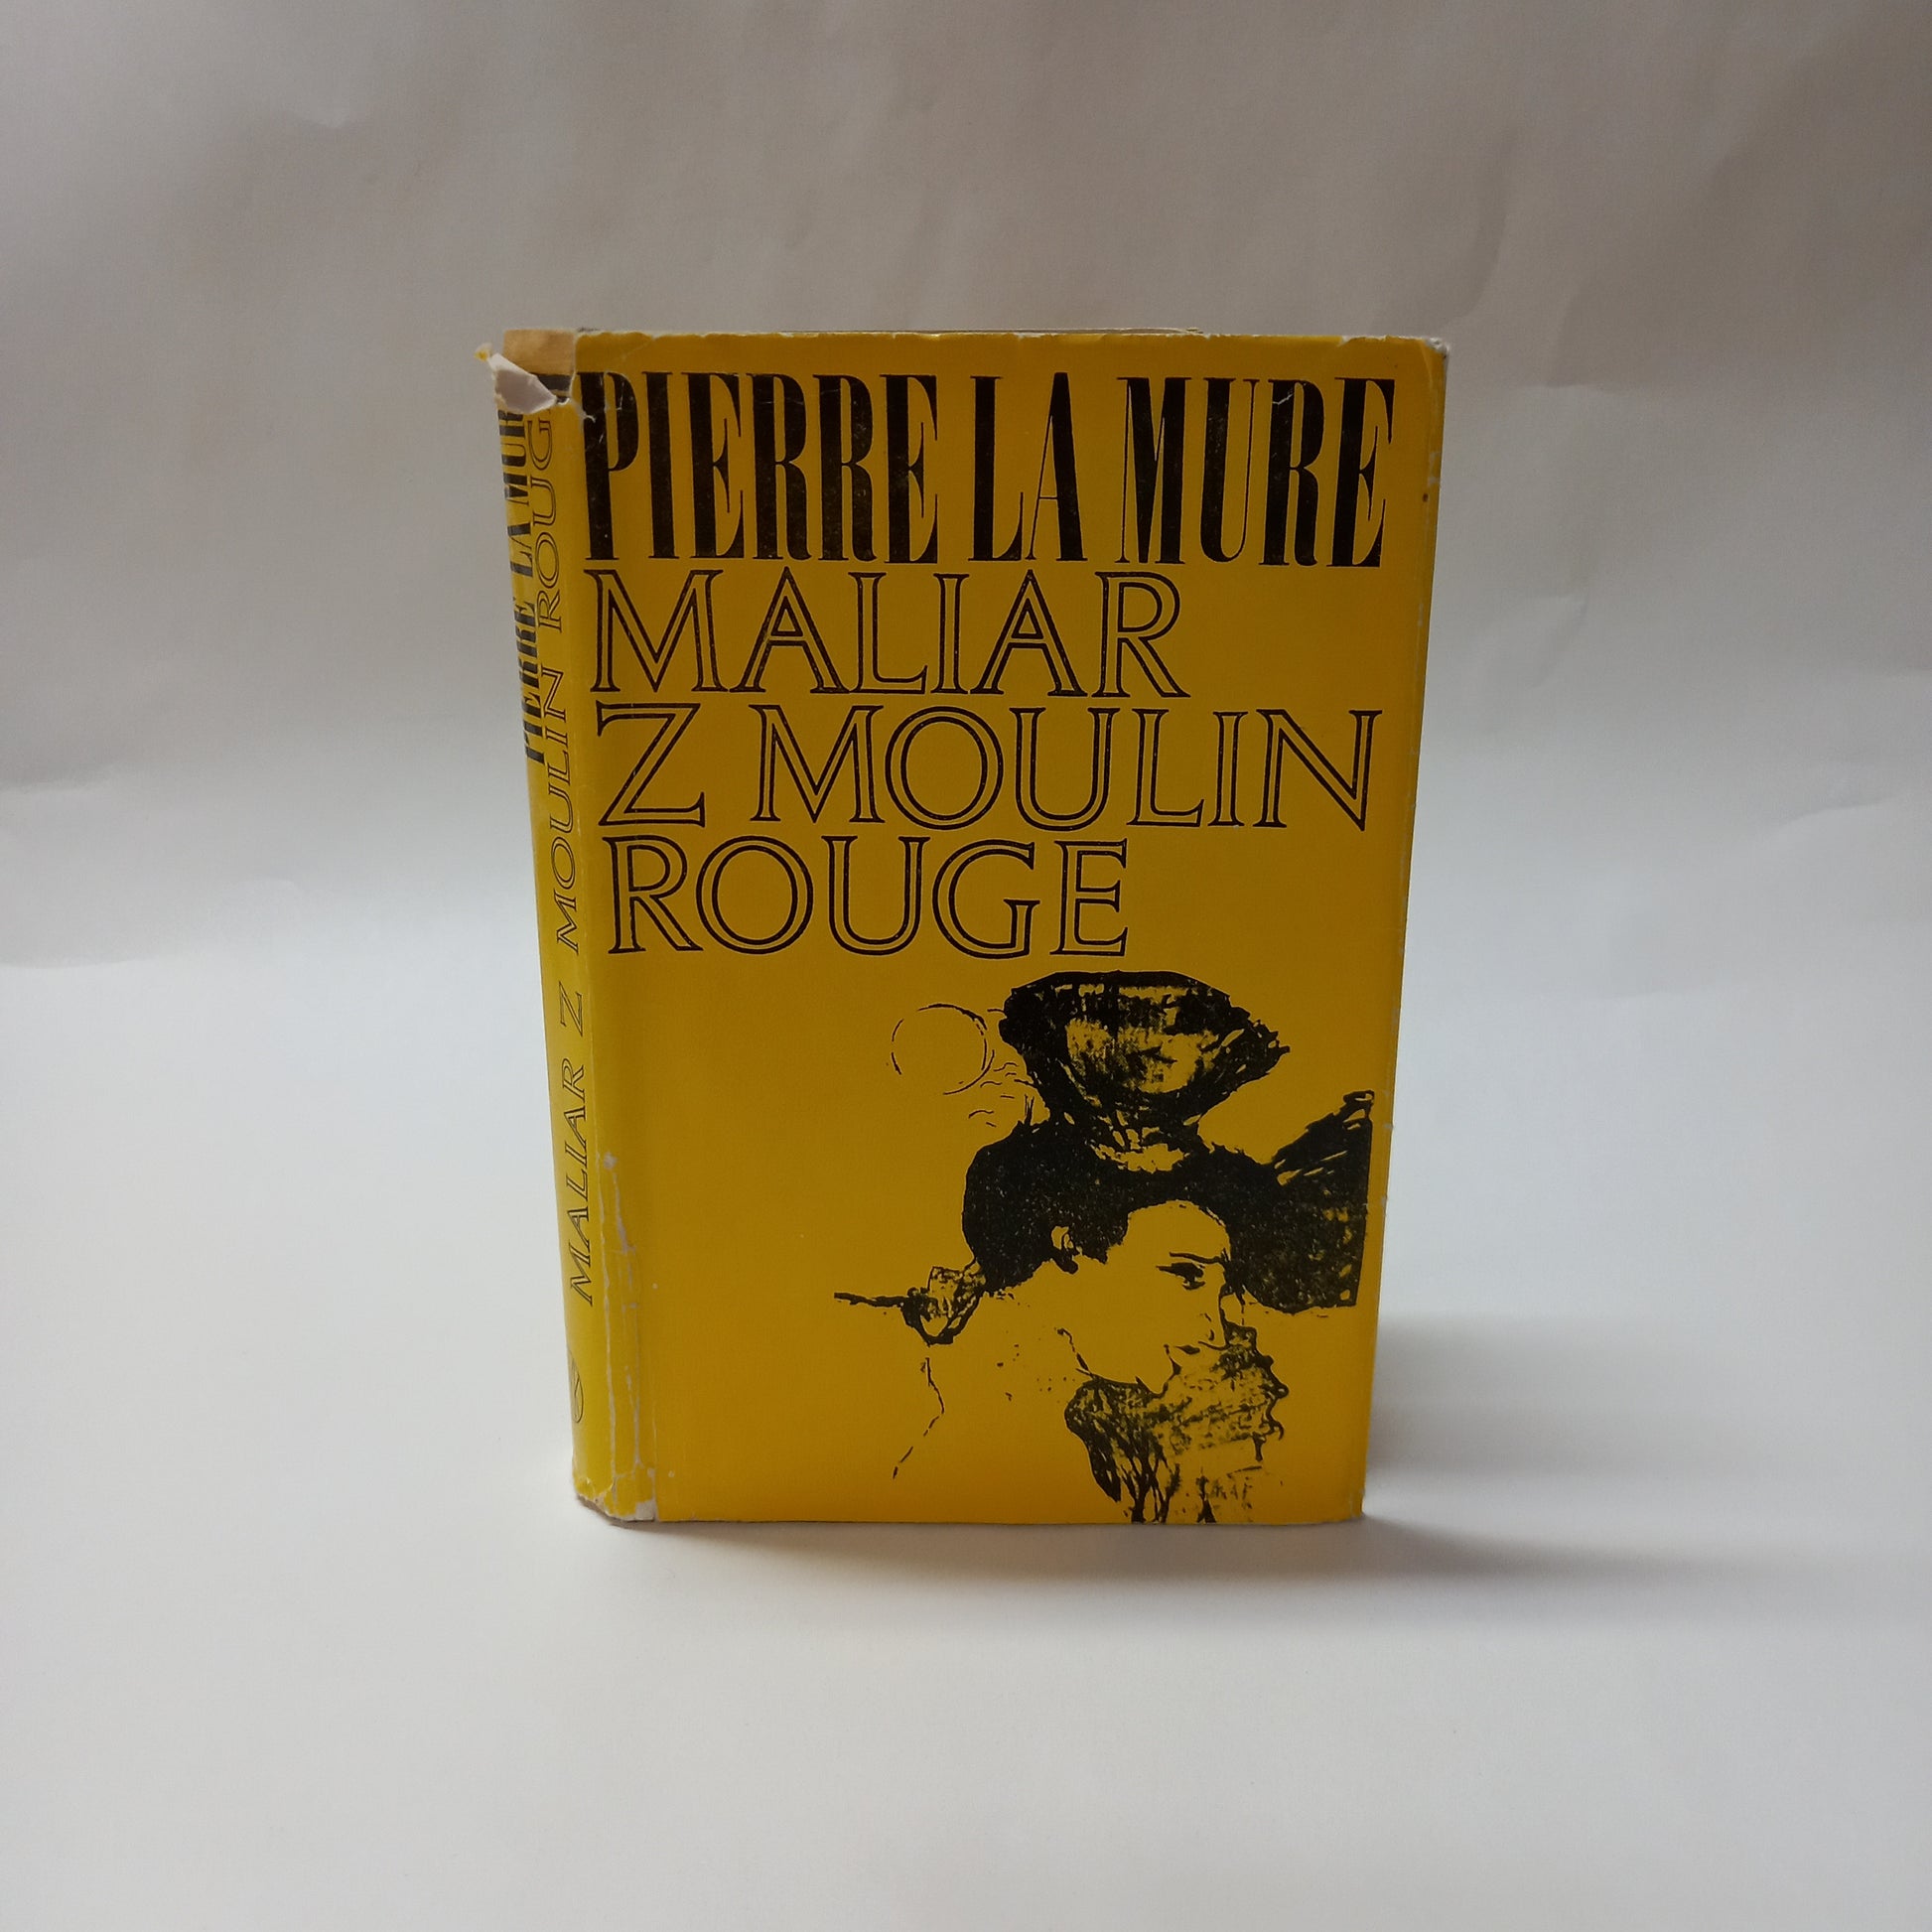 PIERRE LA MURE
MALIAR
Z MOULIN
ROUGE
PIERRE LA MUR
MALIAR Z MOULIN ROUG